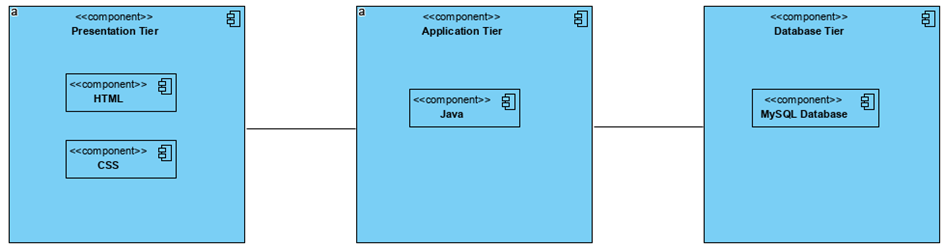 a
<<component>>
Presentation Tier
<<component>>
HTML
<<component>>
CSS
a
<<component>>
Application Tier
<<component>>
Java
<<component>>
Database Tier
<<component>>
MySQL Database